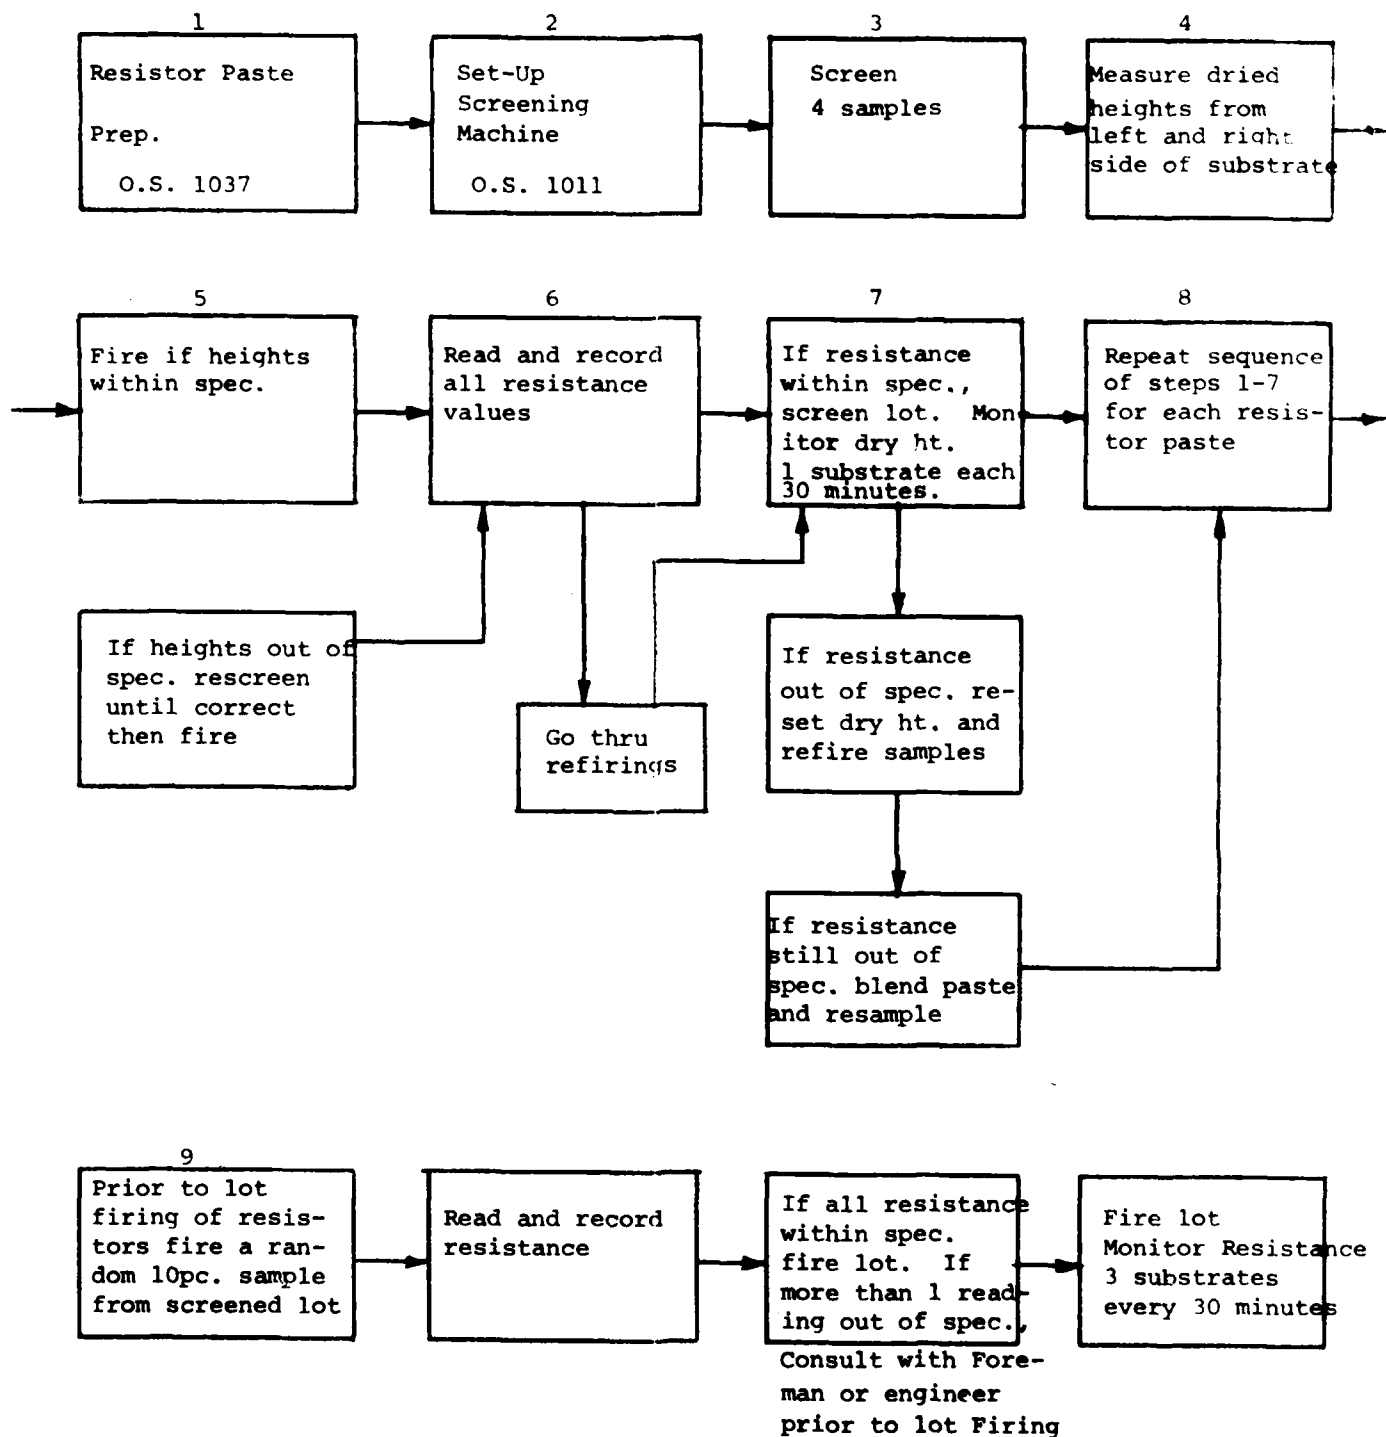 1
Resistor Paste
Prep.
O.S. 1037
2
Set-Up
Screening
Machine
O.S. 1011
3
Screen
4 samples
4
Measure dried
heights from
left and right
side of substrate
5
Fire if heights
within spec.
6
Read and record
all resistance
values
7
If resistance
within spec.,
screen lot. Mon
itor dry ht.
1 substrate each
30 minutes.
8
Repeat sequence
of steps 1-7
for each resis-
tor paste
If heights out of
spec. rescreen
until correct
then fire
Go thru
refirings
If resistance
out of spec. re-
set dry ht. and
refire samples
If resistance
still out of
spec. blend paste
and resample
9
Prior to lot
firing of resis-
tors fire a ran-
dom 10pc. sample
from screened lot
Read and record
resistance
If all resistance
within spec.
fire lot. If
more than 1 read-
ing out of spec.,
Consult with Fore-
man or engineer
prior to lot Firing
Fire lot
Monitor Resistance
3 substrates
every 30 minutes